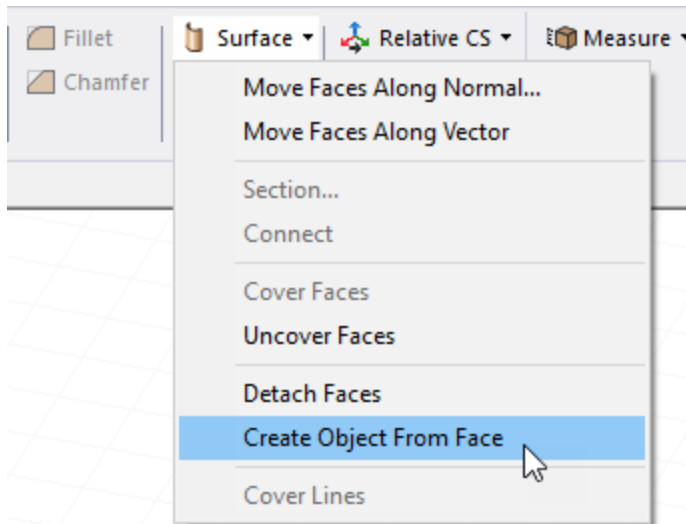 Fillet
Surface
Relative CS
Measure
Chamfer
Move Faces Along Normal...
Move Faces Along Vector
Section...
Connect
Cover Faces
Uncover Faces
Detach Faces
Create Object From Face
Cover Lines